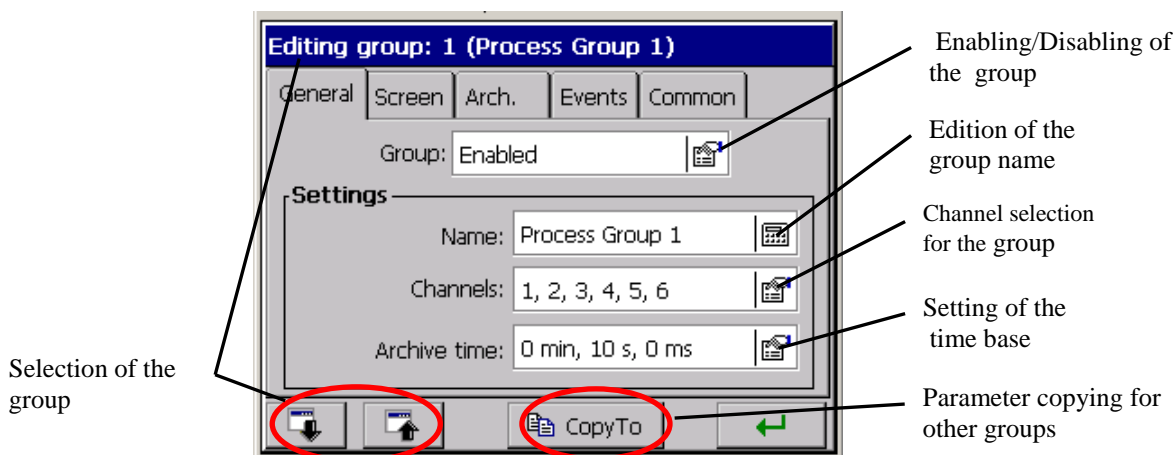 Editing group: 1 (Process Group 1)
General Screen Arch. Events Common
Group: Enabled
Settings
Name: Process Group 1
Channels: 1, 2, 3, 4, 5, 6
Archive time: 0 min, 10 s, 0 ms
CopyTo
Selection of the
group
Enabling/Disabling of
the group
Edition of the
group name
Channel selection
for the group
Setting of the
time base
Parameter copying for
other groups